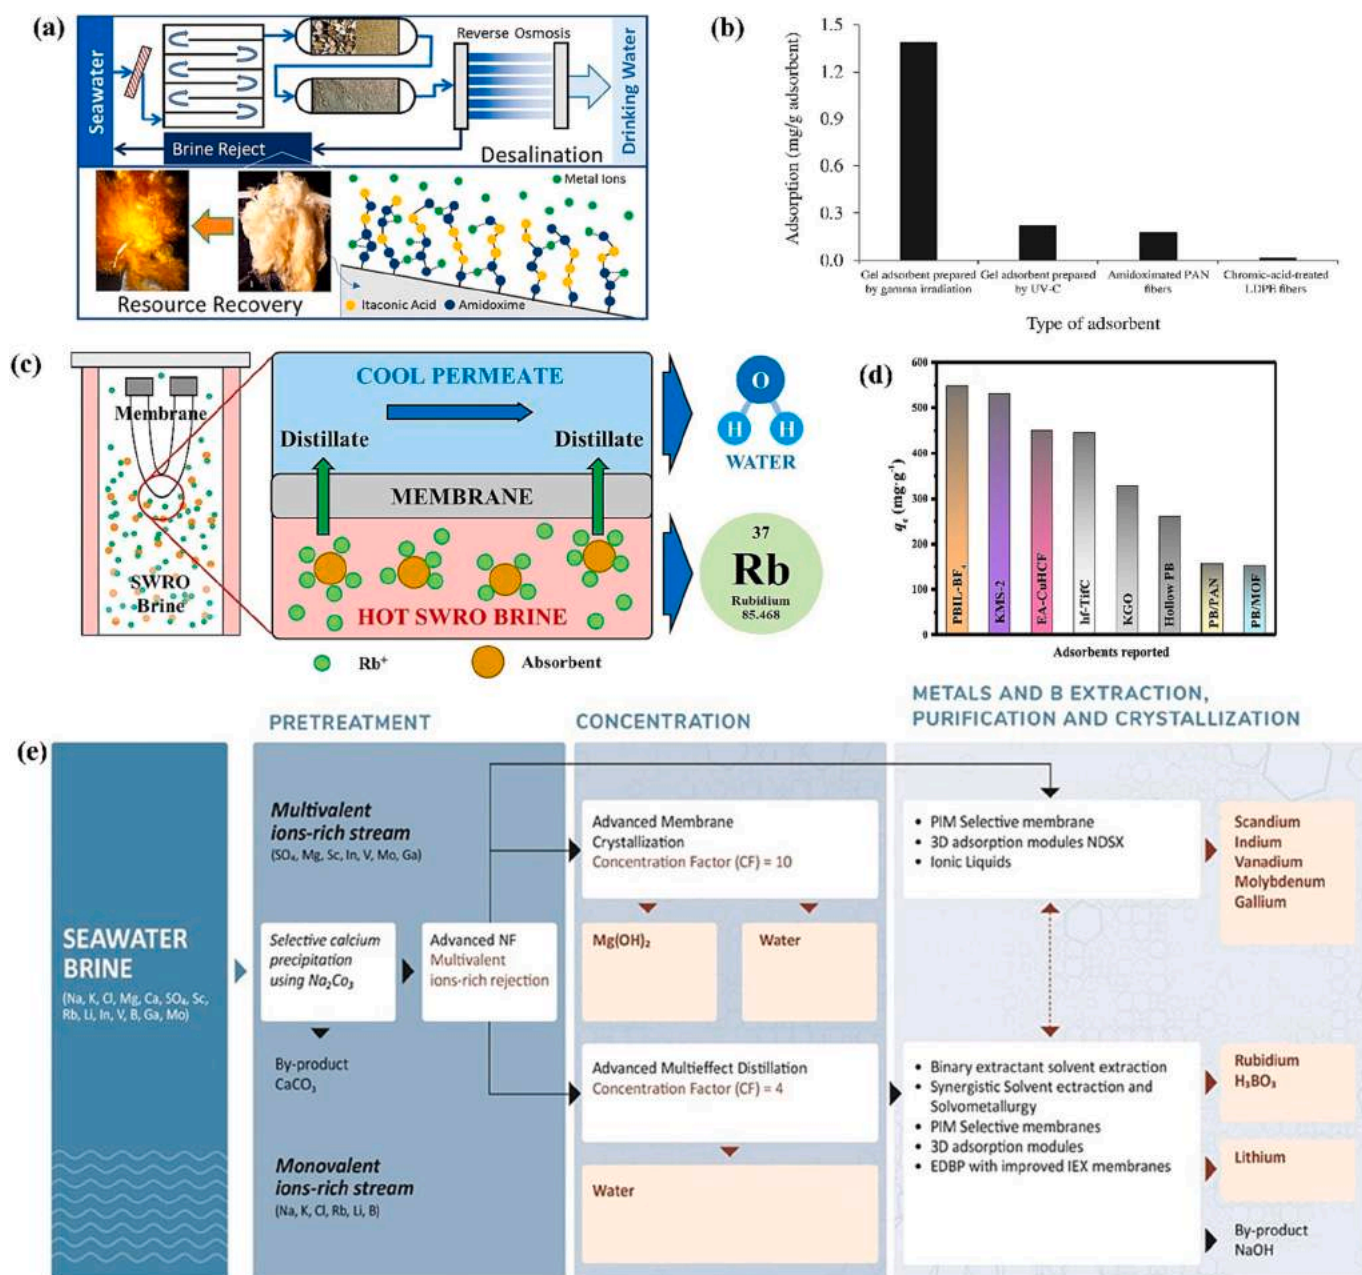 (a)
Seawater
Reverse Osmosis
Drinking Water
Brine Reject
Desalination
Metal Ions
Resource Recovery
Itaconic Acid
Amidoxime
(b)
Adsorption (mg/g adsorbent)
1.5
1.2
0.9
0.6
0.3
0.0
Gel adsorbent prepared
by gamma irradiation
Gel adsorbent prepared
by UV-C
Amidoximated PAN
fibers
Chromic-acid-treated
LDPE fibers
Type of adsorbent
(c)
Membrane
SWRO
Brine
COOL PERMEATE
Distillate
Distillate
MEMBRANE
HOT SWRO BRINE
Rb⁺
Absorbent
O
H
H
WATER
37
Rb
Rubidium
85.468
(d)
qₑ (mg·g⁻¹)
600
500
400
300
200
100
0
PBIL-BF₄
KMS-2
EA-CuHCF
hf-TifC
KGO
Hollow PB
PB/PAN
PB/MOF
Adsorbents reported
(e)
PRETREATMENT
CONCENTRATION
METALS AND B EXTRACTION,
PURIFICATION AND CRYSTALLIZATION
SEAWATER
BRINE
(Na, K, Cl, Mg, Ca, SO₄, Sc,
Rb, Li, In, V, B, Ga, Mo)
Multivalent
ions-rich stream
(SO₄, Mg, Sc, In, V, Mo, Ga)
Selective calcium
precipitation
using Na₂Co₃
By-product
CaCO₃
Advanced NF
Multivalent
ions-rich rejection
Monovalent
ions-rich stream
(Na, K, Cl, Rb, Li, B)
Advanced Membrane
Crystallization
Concentration Factor (CF) = 10
Mg(OH)₂
Water
Advanced Multieffect Distillation
Concentration Factor (CF) = 4
Water
• PIM Selective membrane
• 3D adsorption modules NDSX
• Ionic Liquids
Scandium
Indium
Vanadium
Molybdenum
Gallium
• Binary extractant solvent extraction
• Synergistic Solvent ectraction and
Solvometallurgy
• PIM Selective membranes
• 3D adsorption modules
• EDBP with improved IEX membranes
Rubidium
H₃BO₃
Lithium
By-product
NaOH